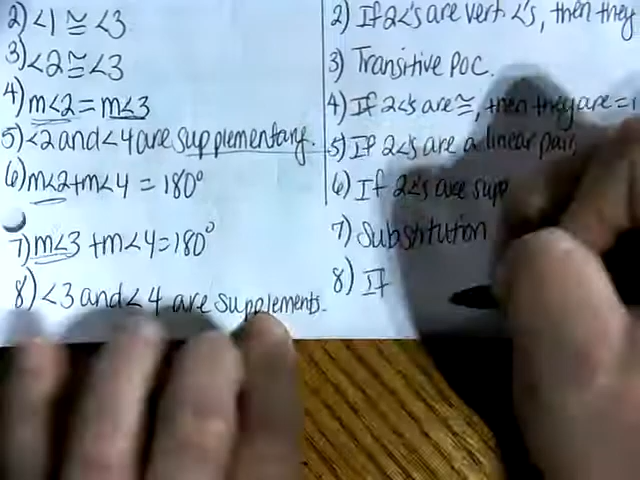 2) <1 ≅ <3
3) <2 ≅ <3
4) m<2 = m<3
5) <2 and <4 are supplementary.
6) m<2 + m<4 = 180°
7) m<3 + m<4 = 180°
8) <3 and <4 are supplements.
2) If 2<'s are vert. <'s, then they
3) Transitive POC.
4) If 2<'s are ≅, then they are =
5) If 2<'s are a linear pair,
6) If 2<'s are supp
7) Substitution
8) If